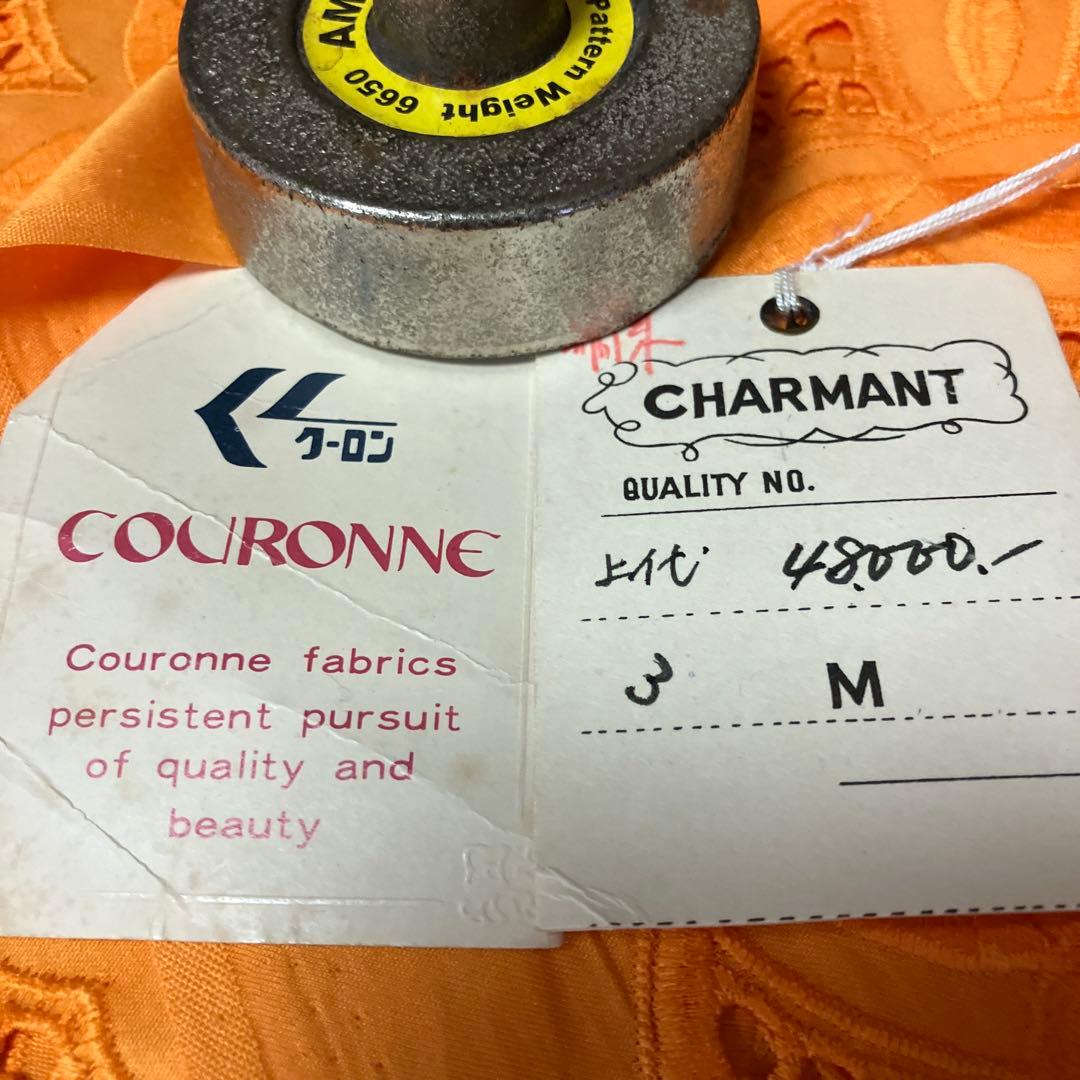 AM
Pattern Weight 6650
クーロン
COURONNE
Couronne fabrics
persistent pursuit
of quality and
beauty
CHARMANT
QUALITY NO.
上代 48.000.-
3 M